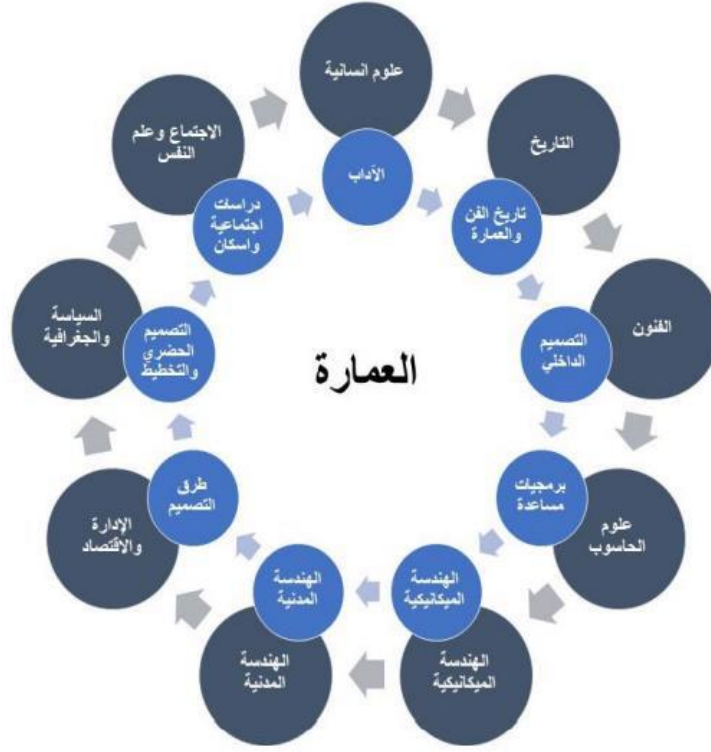 علوم انسانية
الآداب
التاريخ
تاريخ الفن
والعمارة
الفنون
التصميم
الداخلي
علوم
الحاسوب
برمجيات
مساعدة
الهندسة
الميكانيكية
الهندسة
الميكانيكية
الهندسة
المدنية
الهندسة
المدنية
الإدارة
والاقتصاد
طرق
التصميم
السياسة
والجغرافية
التصميم
الحضري
والتخطيط
الاجتماع وعلم
النفس
دراسات
اجتماعية
واسكان
العمارة